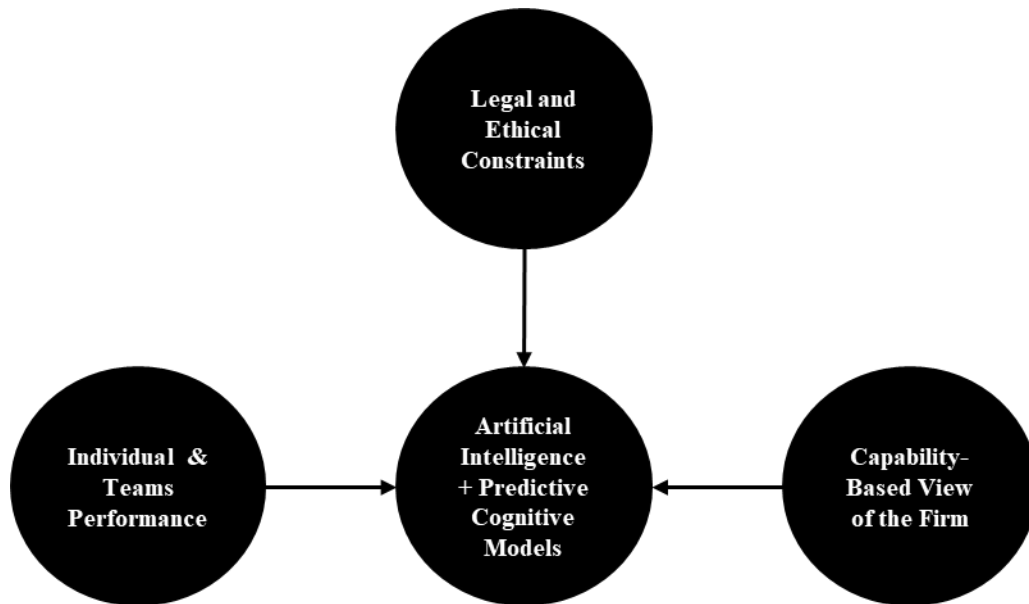 Legal and
Ethical
Constraints
Individual &
Teams
Performance
Artificial
Intelligence
+ Predictive
Cognitive
Models
Capability-
Based View
of the Firm